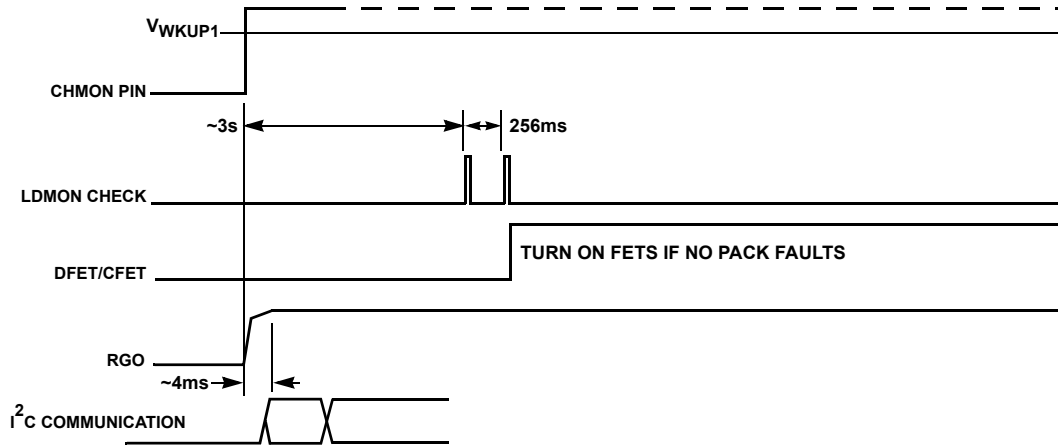 VWKUP1
CHMON PIN
~3s
256ms
LDMON CHECK
TURN ON FETS IF NO PACK FAULTS
DFET/CFET
RGO
~4ms
I2C COMMUNICATION